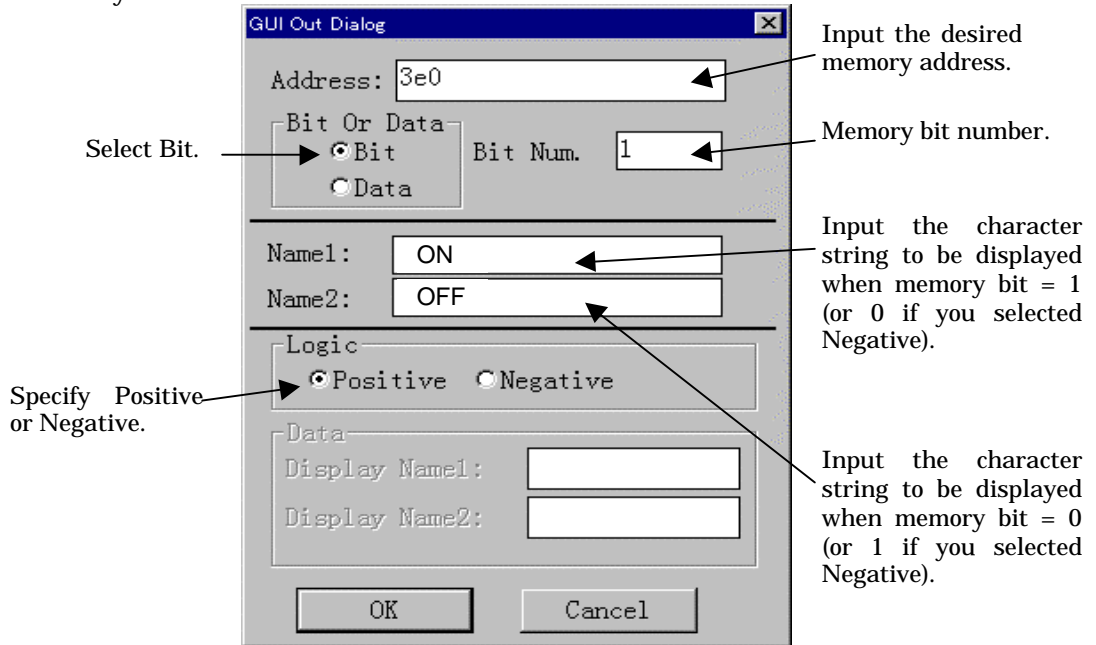 GUI Out Dialog
Address: 3e0
Bit Or Data
Bit
Data
Bit Num. 1
Name1: ON
Name2: OFF
Logic
Positive Negative
Data
Display Name1:
Display Name2:
OK Cancel
Select Bit.
Specify Positive
or Negative.
Input the desired
memory address.
Memory bit number.
Input the character
string to be displayed
when memory bit = 1
(or 0 if you selected
Negative).
Input the character
string to be displayed
when memory bit = 0
(or 1 if you selected
Negative).